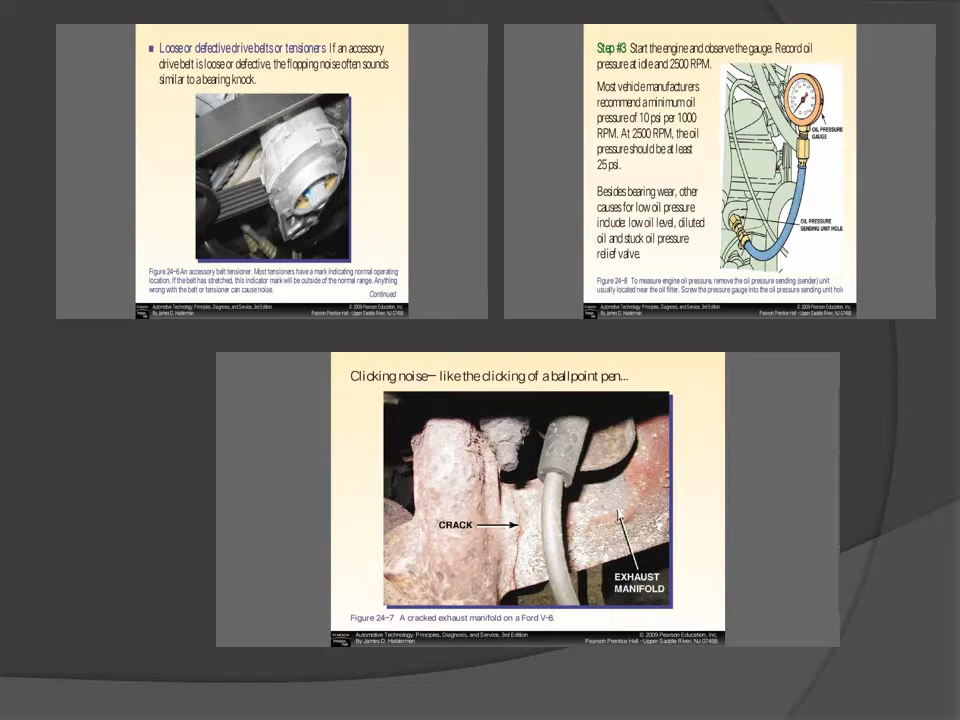 ■ Loose or defective drive belts or tensioners If an accessory
drive belt is loose or defective, the flopping noise often sounds
similar to a bearing knock.
Figure 24–6 An accessory belt tensioner. Most tensioners have a mark indicating normal operating
location. If the belt has stretched, this indicator mark will be outside of the normal range. Anything
wrong with the belt or tensioner can cause noise.
Continued
Automotive Technology: Principles, Diagnosis, and Service, 3rd Edition
By James D. Halderman
© 2009 Pearson Education, Inc.
Pearson Prentice Hall - Upper Saddle River, NJ 07458
Step #3 Start the engine and observe the gauge. Record oil
pressure at idle and 2500 RPM.
Most vehicle manufacturers
recommend a minimum oil
pressure of 10 psi per 1000
RPM. At 2500 RPM, the oil
pressure should be at least
25 psi.
Besides bearing wear, other
causes for low oil pressure
include low oil level, diluted
oil and stuck oil pressure
relief valve.
OIL PRESSURE
GAUGE
OIL PRESSURE
SENDING UNIT HOLE
Figure 24–8 To measure engine oil pressure, remove the oil pressure sending (sender) unit
usually located near the oil filter. Screw the pressure gauge into the oil pressure sending unit
Automotive Technology: Principles, Diagnosis, and Service, 3rd Edition
By James D. Halderman
© 2009 Pearson Education, Inc.
Pearson Prentice Hall - Upper Saddle River, NJ 07458
Clicking noise— like the clicking of a ballpoint pen...
CRACK
EXHAUST
MANIFOLD
Figure 24–7 A cracked exhaust manifold on a Ford V-8.
PEARSON
Automotive Technology: Principles, Diagnosis, and Service, 3rd Edition
By James D. Halderman
© 2009 Pearson Education, Inc.
Pearson Prentice Hall - Upper Saddle River, NJ 07458